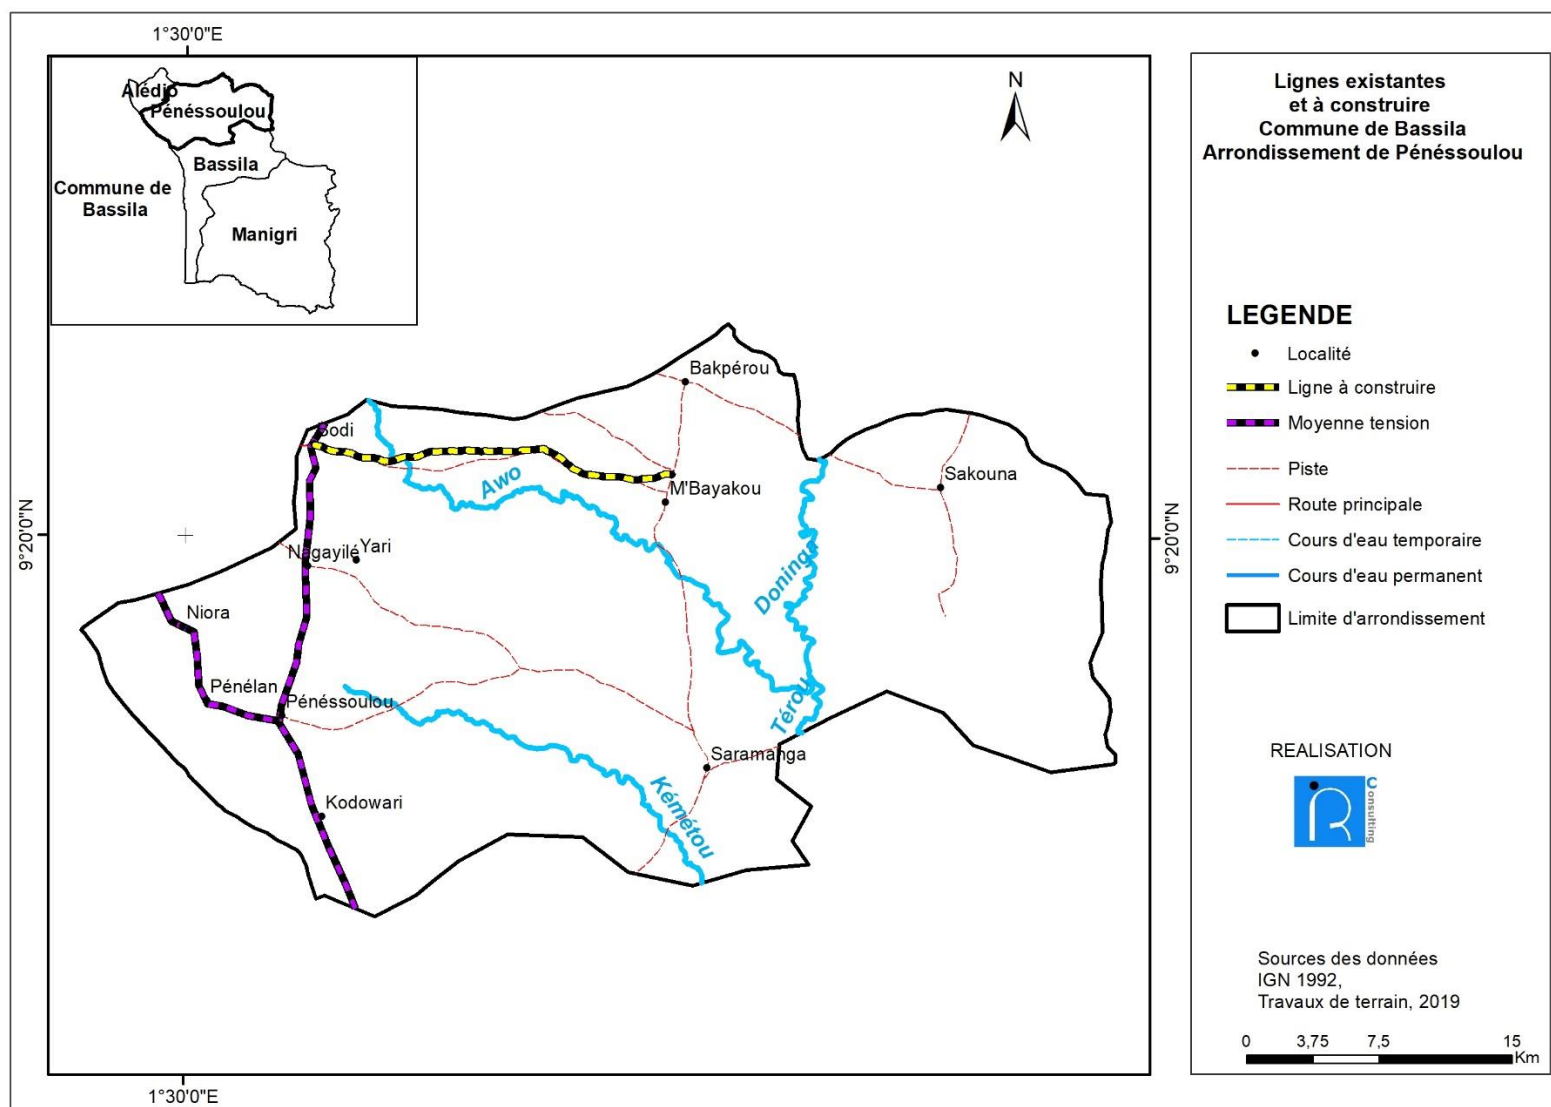 1°30'0"E
Alédjo
Pénéssoulou
Bassila
Commune de
Bassila
Manigri
N
Lignes existantes
et à construire
Commune de Bassila
Arrondissement de Pénéssoulou
LEGENDE
Localité
Ligne à construire
Moyenne tension
Piste
Route principale
Cours d'eau temporaire
Cours d'eau permanent
Limite d'arrondissement
Bakpérou
Sodi
Awo
M'Bayakou
Sakouna
9°20'0"N
9°20'0"N
Nagayilé
Yari
Doninga
Niora
Pénélan
Pénéssoulou
Térou
Saramanga
Kémétou
Kodowari
REALISATION
R
Consulting
Sources des données
IGN 1992,
Travaux de terrain, 2019
0 3,75 7,5 15
Km
1°30'0"E